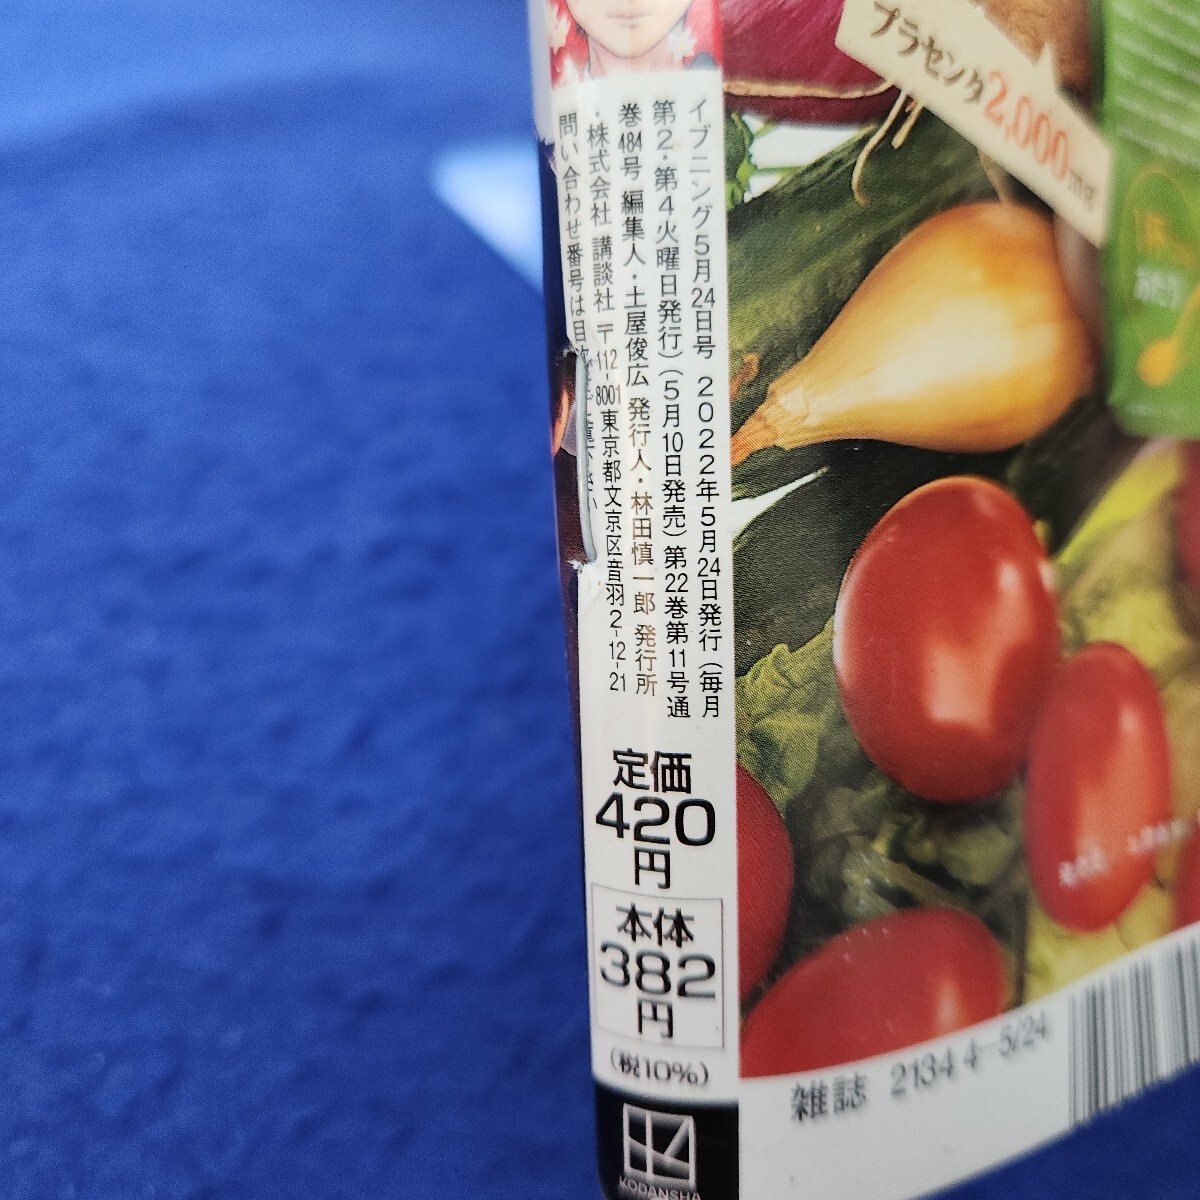 イブニング5月24日号 2022年5月24日発行(毎月
第2・第4火曜日発行)(5月10日発売)第22巻第11号通
巻484号 編集人・土屋俊広 発行人・林田慎一郎 発行所
・株式会社 講談社 〒112-8001東京都文京区音羽2-12-21
問い合わせ番号は目次
定価
420
円
本体
382
円
(税10%)
KODANSHA
プラセンタ2,000mg
雑誌 21344-5/24